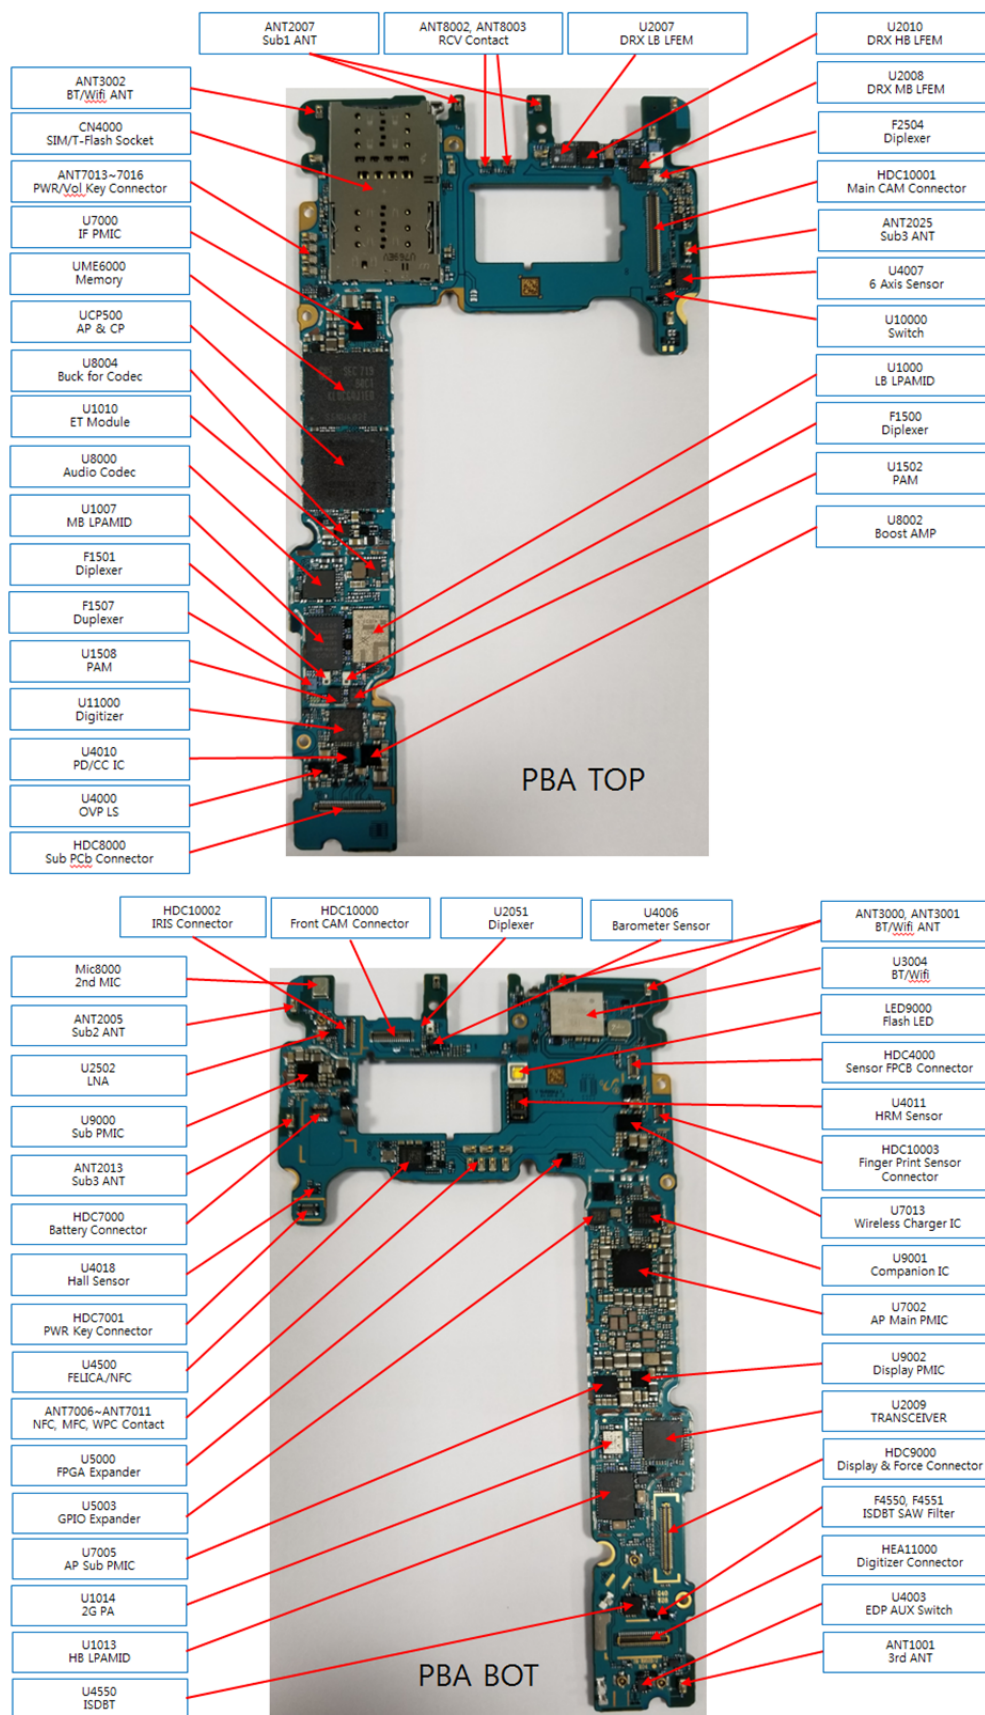 ANT2007
Sub1 ANT
ANT8002, ANT8003
RCV Contact
U2007
DRX LB LFEM
U2010
DRX HB LFEM
ANT3002
BT/Wifi ANT
CN4000
SIM/T-Flash Socket
ANT7013~7016
PWR/Vol Key Connector
U7000
IF PMIC
UME6000
Memory
UCP500
AP & CP
U8004
Buck for Codec
U1010
ET Module
U8000
Audio Codec
U1007
MB LPAMID
F1501
Diplexer
F1507
Duplexer
U1508
PAM
U11000
Digitizer
U4010
PD/CC IC
U4000
OVP LS
HDC8000
Sub PCb Connector
U2008
DRX MB LFEM
F2504
Diplexer
HDC10001
Main CAM Connector
ANT2025
Sub3 ANT
U4007
6 Axis Sensor
U10000
Switch
U1000
LB LPAMID
F1500
Diplexer
U1502
PAM
U8002
Boost AMP
PBA TOP
HDC10002
IRIS Connector
HDC10000
Front CAM Connector
U2051
Diplexer
U4006
Barometer Sensor
ANT3000, ANT3001
BT/Wifi ANT
Mic8000
2nd MIC
ANT2005
Sub2 ANT
U2502
LNA
U9000
Sub PMIC
ANT2013
Sub3 ANT
HDC7000
Battery Connector
U4018
Hall Sensor
HDC7001
PWR Key Connector
U4500
FELICA./NFC
ANT7006~ANT7011
NFC, MFC, WPC Contact
U5000
FPGA Expander
U5003
GPIO Expander
U7005
AP Sub PMIC
U1014
2G PA
U1013
HB LPAMID
U4550
ISDBT
U3004
BT/Wifi
LED9000
Flash LED
HDC4000
Sensor FPCB Connector
U4011
HRM Sensor
HDC10003
Finger Print Sensor
Connector
U7013
Wireless Charger IC
U9001
Companion IC
U7002
AP Main PMIC
U9002
Display PMIC
U2009
TRANSCEIVER
HDC9000
Display & Force Connector
F4550, F4551
ISDBT SAW Filter
HEA11000
Digitizer Connector
U4003
EDP AUX Switch
ANT1001
3rd ANT
PBA BOT